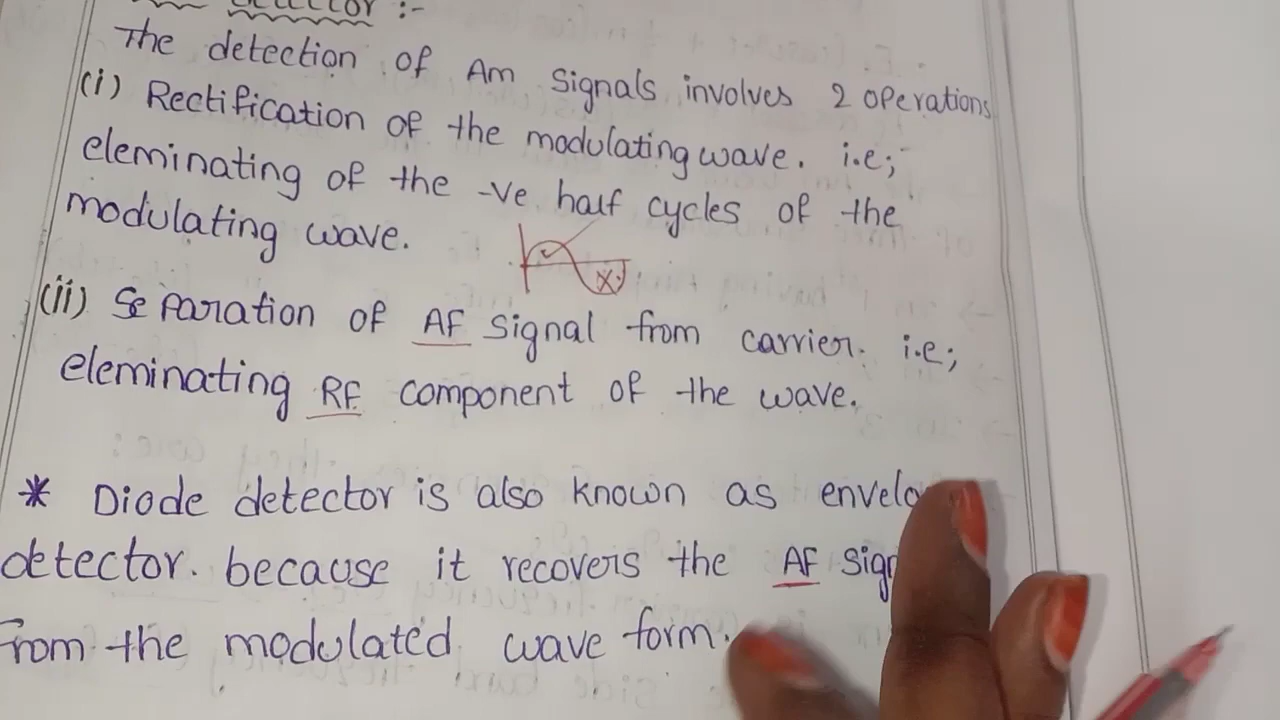 The detection of Am Signals involves 2 operations
(i) Rectification of the modulating wave. i.e;
eleminating of the -ve half cycles of the
modulating wave.
(ii) Separation of AF signal from carrier. i.e;
eleminating RF component of the wave.
* Diode detector is also known as
detector. because it recovers the AF
From the modulated wave form.